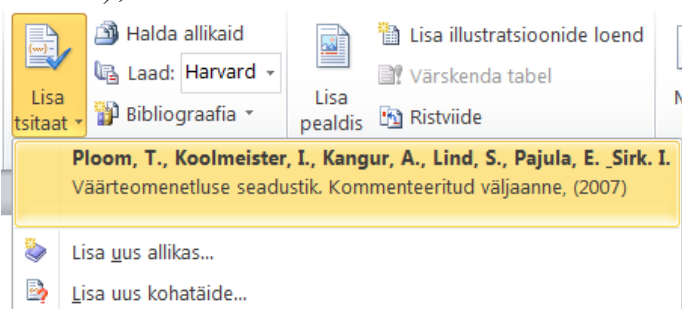 Lisa tsitaat
Halda allikaid
Laad: Harvard
Bibliograafia
Lisa pealdis
Lisa illustratsioonide loend
Värskenda tabel
Ristviide
Ploom, T., Koolmeister, I., Kangur, A., Lind, S., Pajula, E. _Sirk. I.
Väärteomenetluse seadustik. Kommenteeritud väljaanne, (2007)
Lisa uus allikas...
Lisa uus kohatäide...